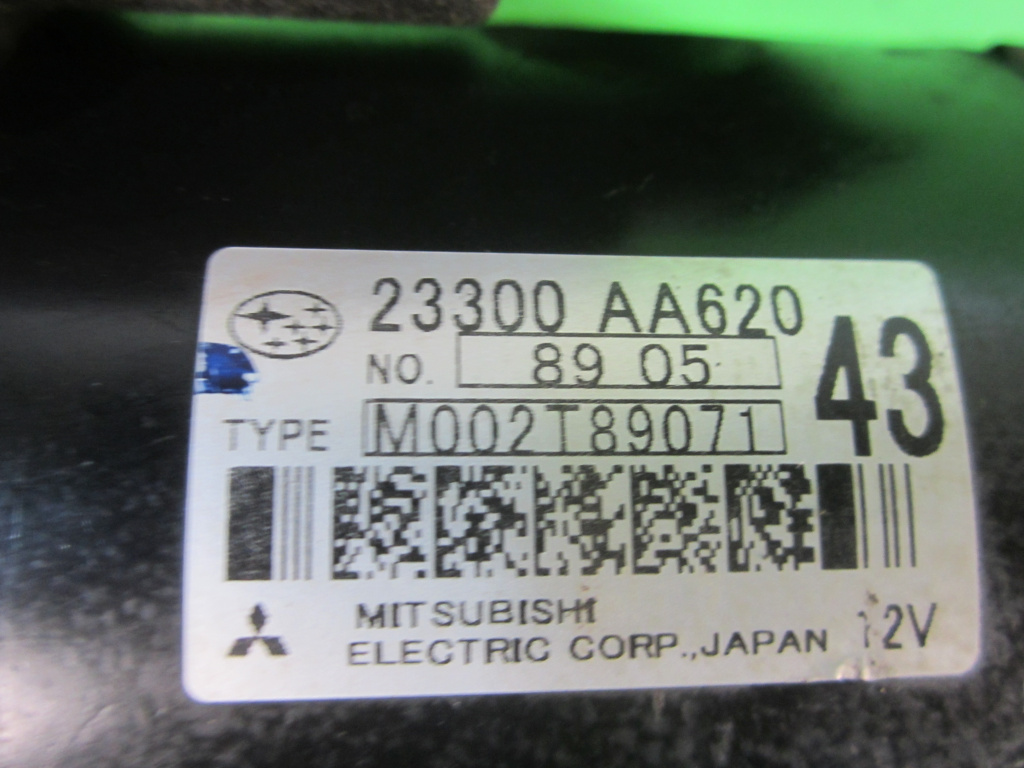 23300 AA620
NO. 89 05
43
TYPE M002T89071
MITSUBISHI
ELECTRIC CORP.,JAPAN 12V